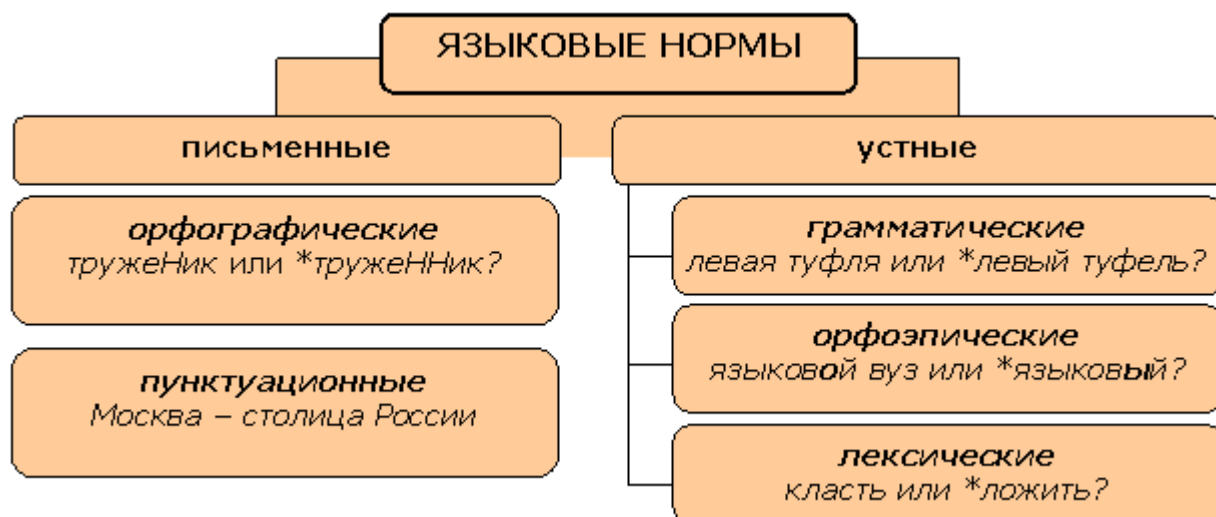 ЯЗЫКОВЫЕ НОРМЫ
письменные
орфографические
тружеНик или *тружеННик?
пунктуационные
Москва – столица России
устные
грамматические
левая туфля или *левый туфель?
орфоэпические
языковой вуз или *языковый?
лексические
класть или *ложить?